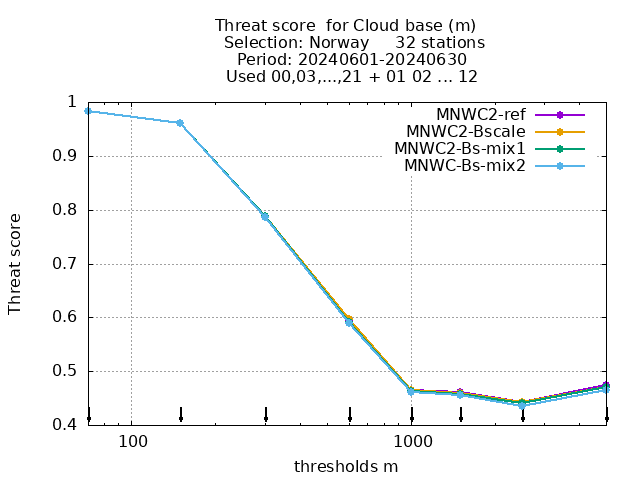 Threat score  for Cloud base (m)
Selection: Norway     32 stations
Period: 20240601-20240630
Used 00,03,...,21 + 01 02 ... 12
MNWC2-ref
MNWC2-Bscale
MNWC2-Bs-mix1
MNWC-Bs-mix2
Threat score
1
0.9
0.8
0.7
0.6
0.5
0.4
100
1000
thresholds m